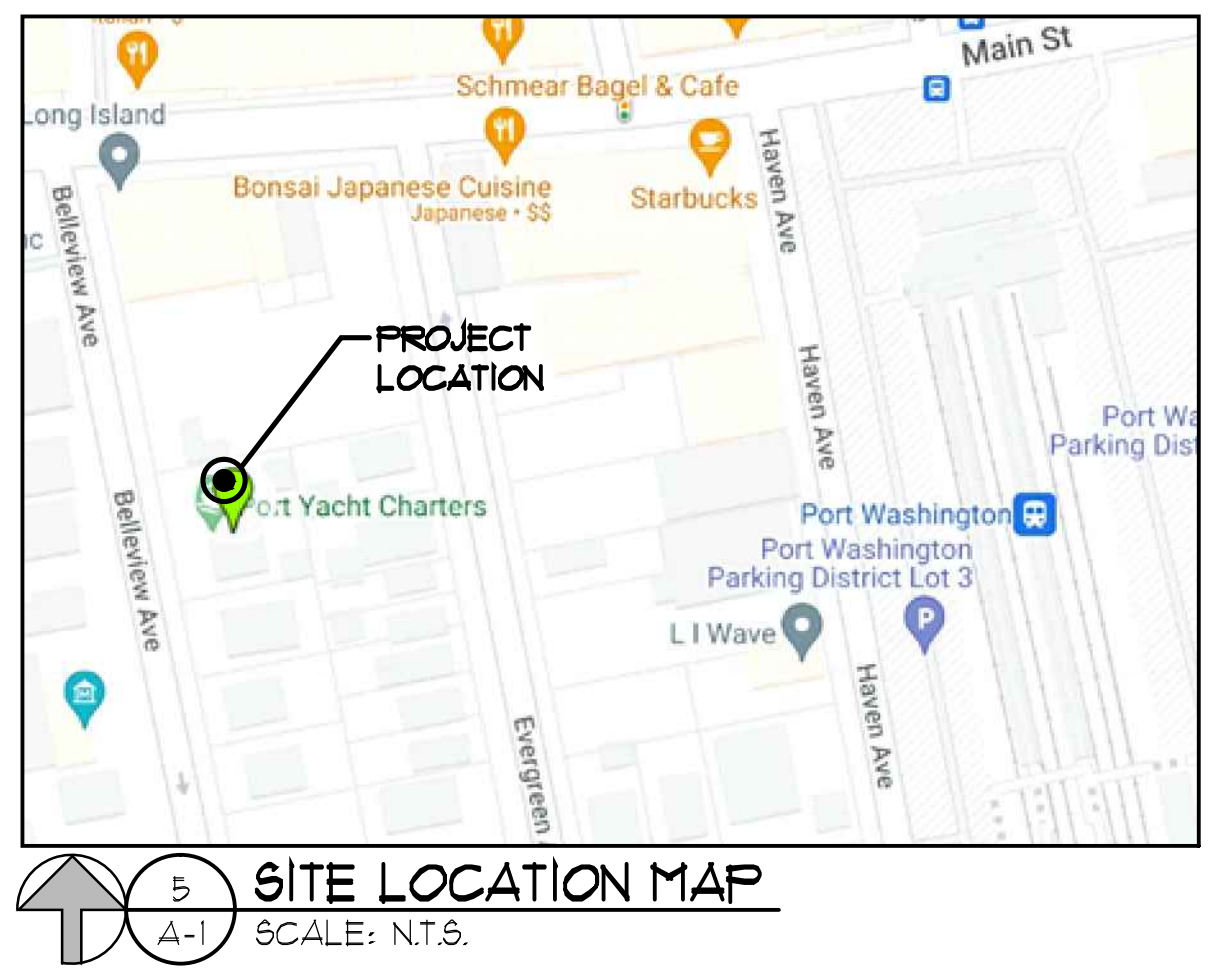 Main St
Schmear Bagel & Cafe
Long Island
Bonsai Japanese Cuisine
Japanese • $$
Starbucks
Haven Ave
Belleview Ave
PROJECT
LOCATION
Haven Ave
Port Wa
Parking Dist
Port Yacht Charters
Belleview Ave
Port Washington
Port Washington
Parking District Lot 3
P
L I Wave
Haven Ave
Evergreen
5
A-1
SITE LOCATION MAP
SCALE: N.T.S.